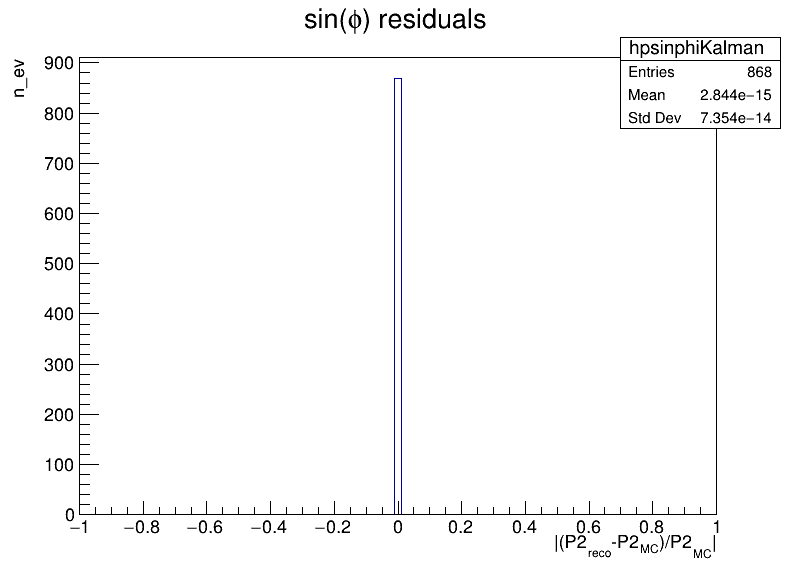 sin(ϕ) residuals
hpsinphiKalman
Entries 868
Mean 2.844e−15
Std Dev 7.354e−14
n_ev
900
800
700
600
500
400
300
200
100
0
−1 −0.8 −0.6 −0.4 −0.2 0 0.2 0.4 0.6 0.8 1
|(P2reco-P2MC)/P2MC|